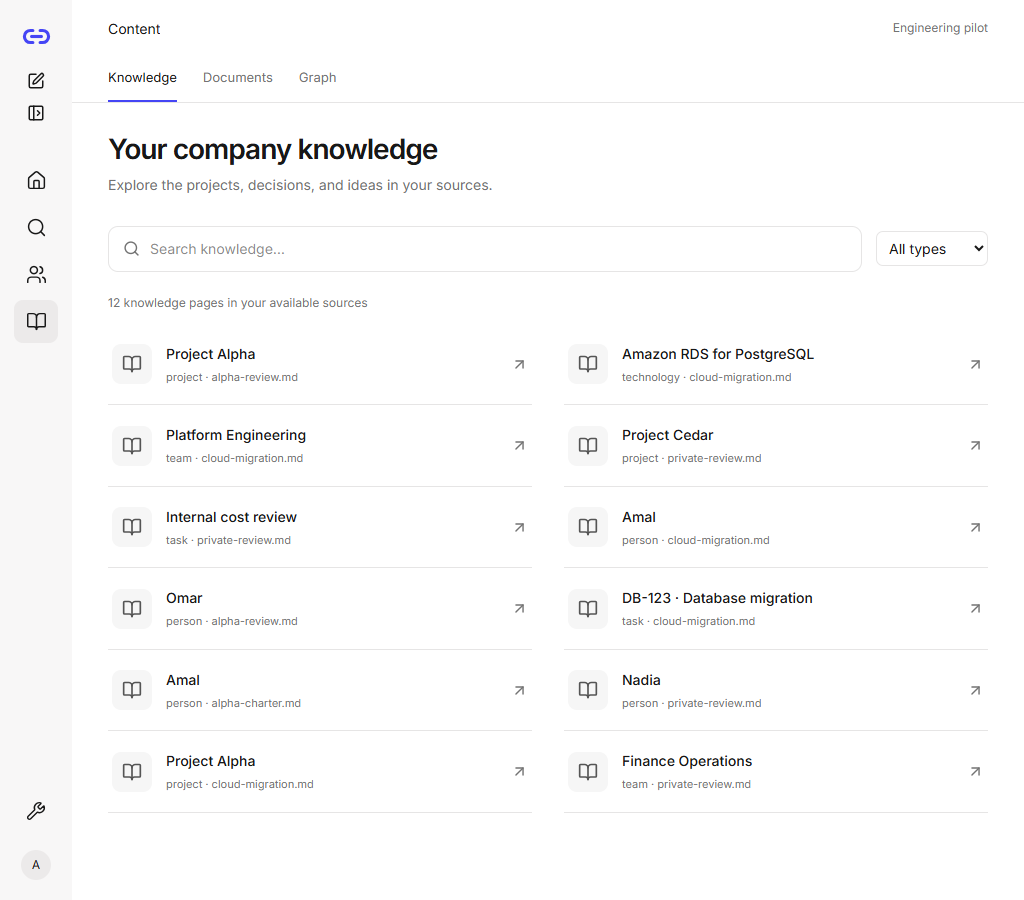 Content
Engineering pilot
Knowledge
Documents
Graph
Your company knowledge
Explore the projects, decisions, and ideas in your sources.
Search knowledge...
All types
12 knowledge pages in your available sources
Project Alpha
project · alpha-review.md
Amazon RDS for PostgreSQL
technology · cloud-migration.md
Platform Engineering
team · cloud-migration.md
Project Cedar
project · private-review.md
Internal cost review
task · private-review.md
Amal
person · cloud-migration.md
Omar
person · alpha-review.md
DB-123 · Database migration
task · cloud-migration.md
Amal
person · alpha-charter.md
Nadia
person · private-review.md
Project Alpha
project · cloud-migration.md
Finance Operations
team · private-review.md
A